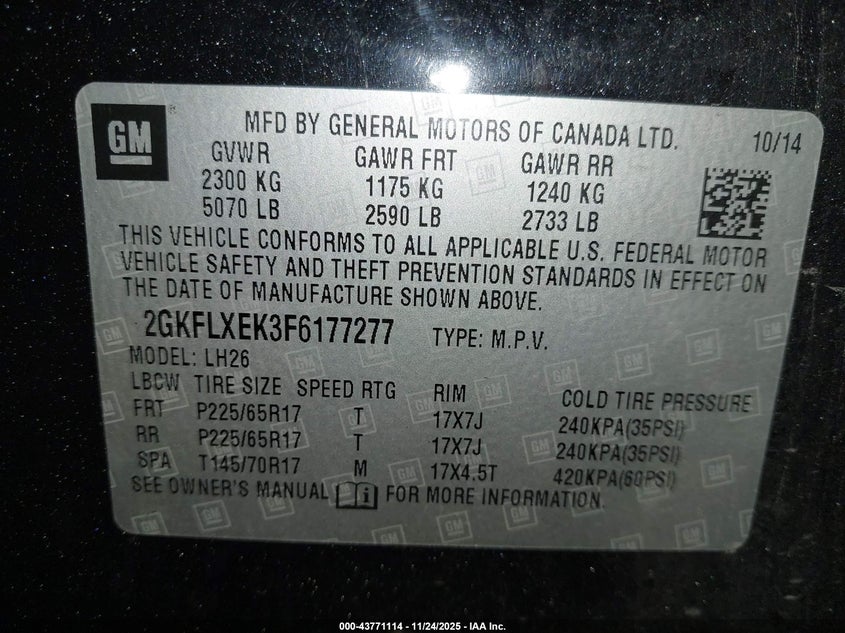 GM
MFD BY GENERAL MOTORS OF CANADA LTD. 10/14
GVWR GAWR FRT GAWR RR
2300 KG 1175 KG 1240 KG
5070 LB 2590 LB 2733 LB
THIS VEHICLE CONFORMS TO ALL APPLICABLE U.S. FEDERAL MOTOR
VEHICLE SAFETY AND THEFT PREVENTION STANDARDS IN EFFECT ON
THE DATE OF MANUFACTURE SHOWN ABOVE.
2GKFLXEK3F6177277 TYPE: M.P.V.
MODEL: LH26
LBCW TIRE SIZE SPEED RTG RIM COLD TIRE PRESSURE
FRT P225/65R17 T 17X7J 240KPA(35PSI)
RR P225/65R17 T 17X7J 240KPA(35PSI)
SPA T145/70R17 M 17X4.5T 420KPA(60PSI)
SEE OWNER'S MANUAL FOR MORE INFORMATION.
000-43771114 - 11/24/2025 - IAA Inc.